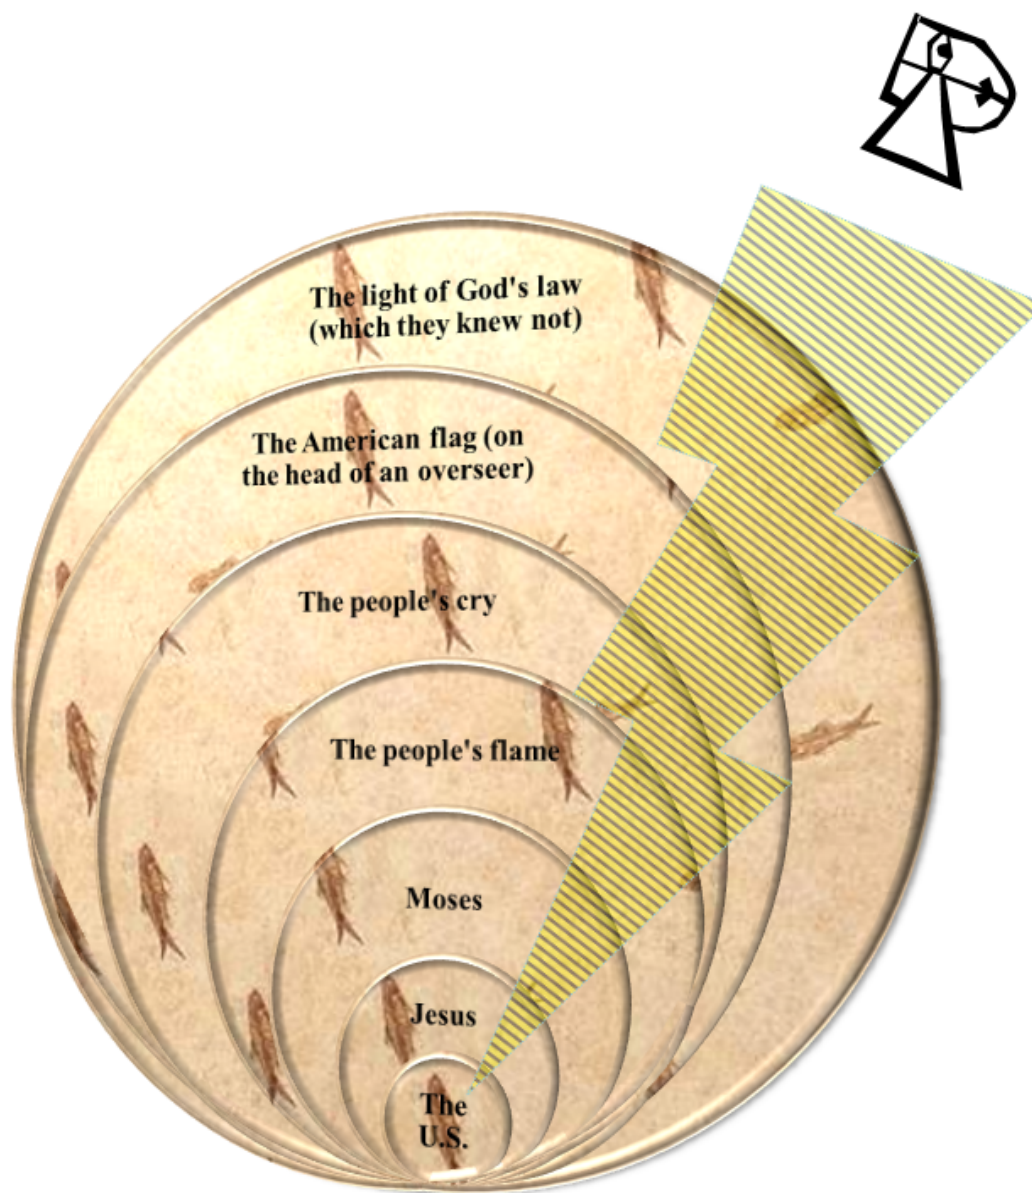 The light of God's law
(which they knew not)
The American flag (on
the head of an overseer)
The people's cry
The people's flame
Moses
Jesus
The
U.S.